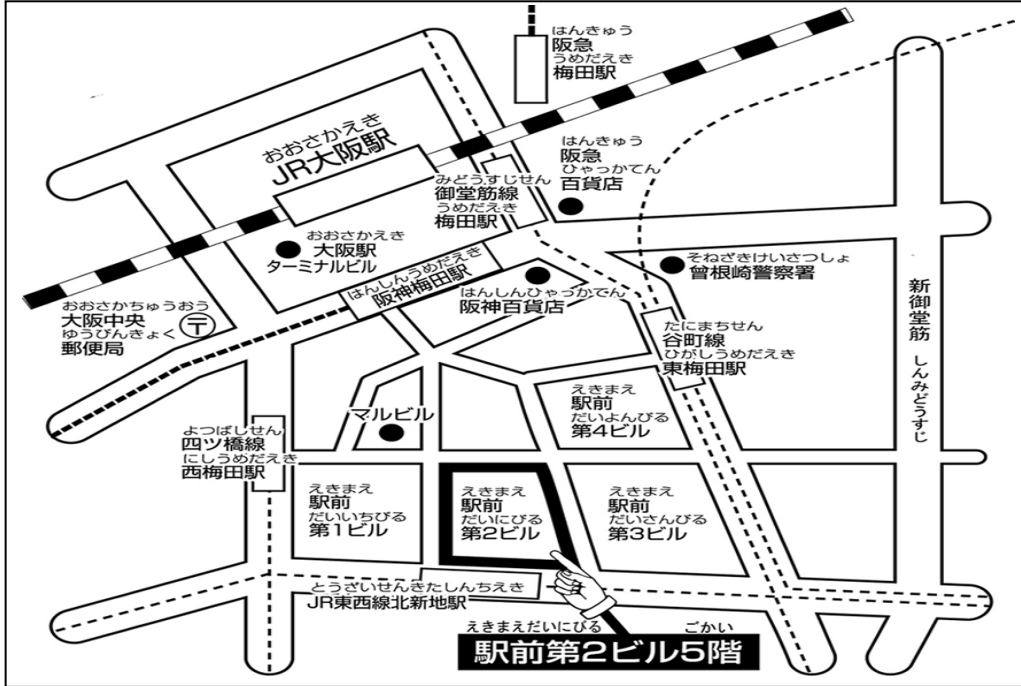 はんきゅう
阪急
うめだえき
梅田駅
おおさかえき
JR大阪駅
はんきゅう
阪急
ひゃっかてん
百貨店
みどうすじせん
御堂筋線
うめだえき
梅田駅
おおさかえき
大阪駅
ターミナルビル
はんしんうめだえき
阪神梅田駅
はんしんひゃっかてん
阪神百貨店
そねざきけいさつしょ
曾根崎警察署
新御堂筋 しんみどうすじ
おおさかちゅうおう
大阪中央
ゆうびんきょく
郵便局
〒
たにまちせん
谷町線
ひがしうめだえき
東梅田駅
えきまえ
駅前
だいよんびる
第4ビル
マルビル
よつばしせん
四ツ橋線
にしうめだえき
西梅田駅
えきまえ
駅前
だいいちびる
第1ビル
えきまえ
駅前
だいにびる
第2ビル
えきまえ
駅前
だいさんびる
第3ビル
とうざいせんきたしんちえき
JR東西線北新地駅
えきまえだいにびる ごかい
駅前第2ビル5階